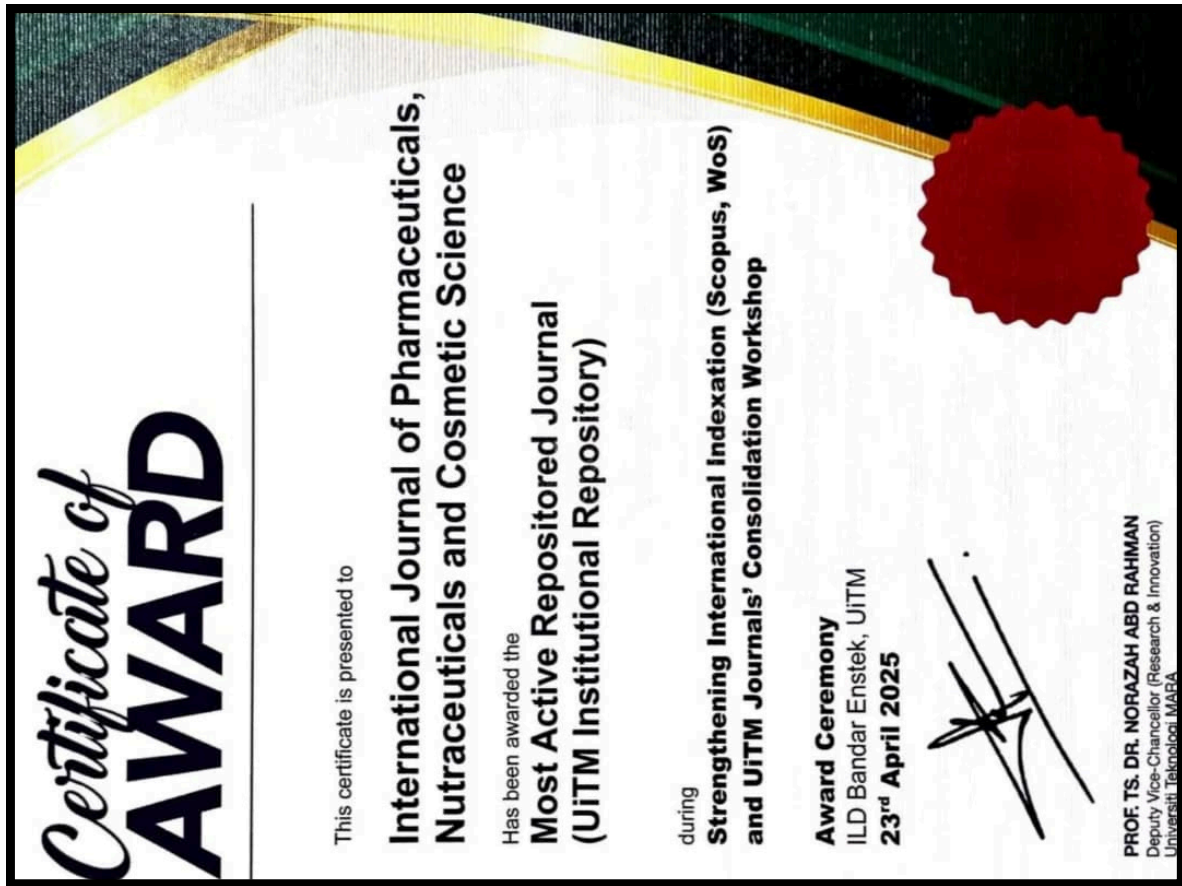 Certificate of
AWARD
This certificate is presented to
International Journal of Pharmaceuticals,
Nutraceuticals and Cosmetic Science
Has been awarded the
Most Active Repositored Journal
(UiTM Institutional Repository)
during
Strengthening International Indexation (Scopus, WoS)
and UiTM Journals' Consolidation Workshop
Award Ceremony
ILD Bandar Enstek, UiTM
23rd April 2025
PROF. TS. DR. NORAZAH ABD RAHMAN
Deputy Vice-Chancellor (Research & Innovation)
Universiti Teknologi MARA